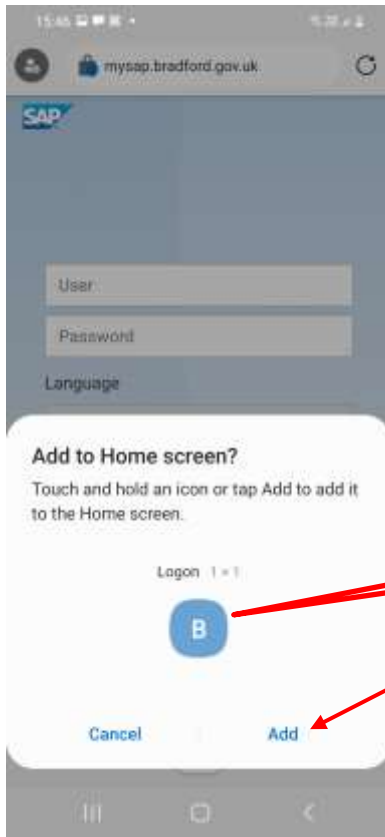 15:46
mysap.bradford.gov.uk
SAP
User
Password
Language
Add to Home screen?
Touch and hold an icon or tap Add to add it
to the Home screen.
Logon 1 × 1
B
Cancel Add